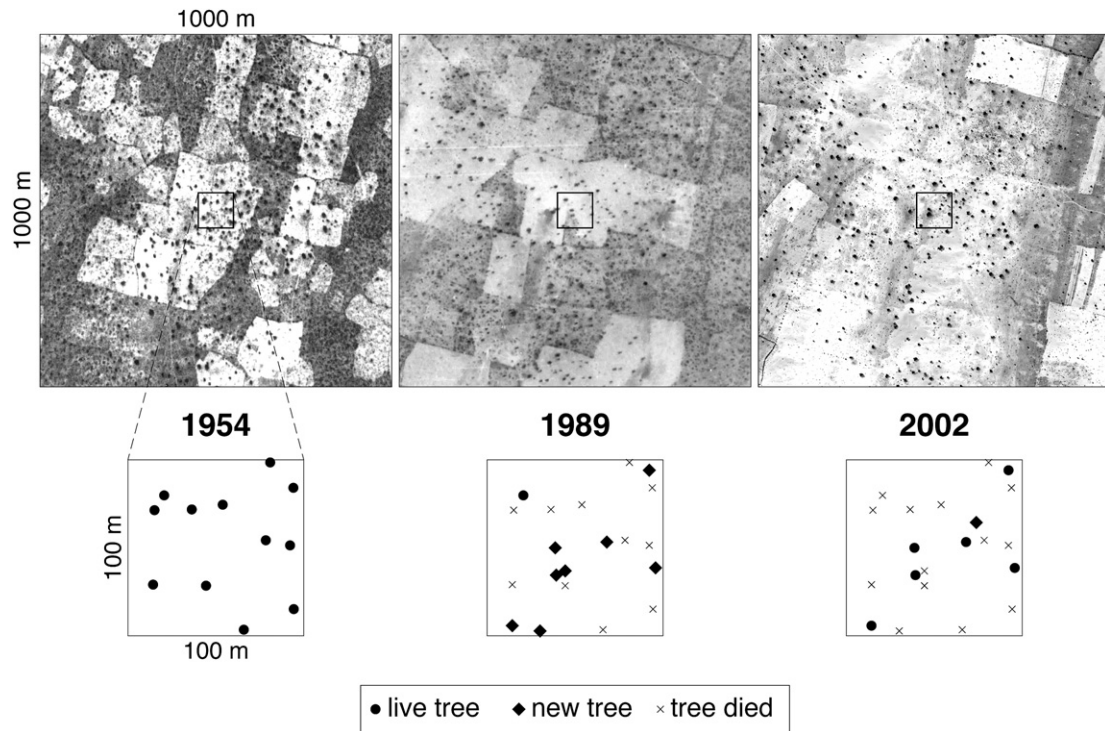 1000 m
1000 m
1954
1989
2002
100 m
100 m
live tree
new tree
tree died